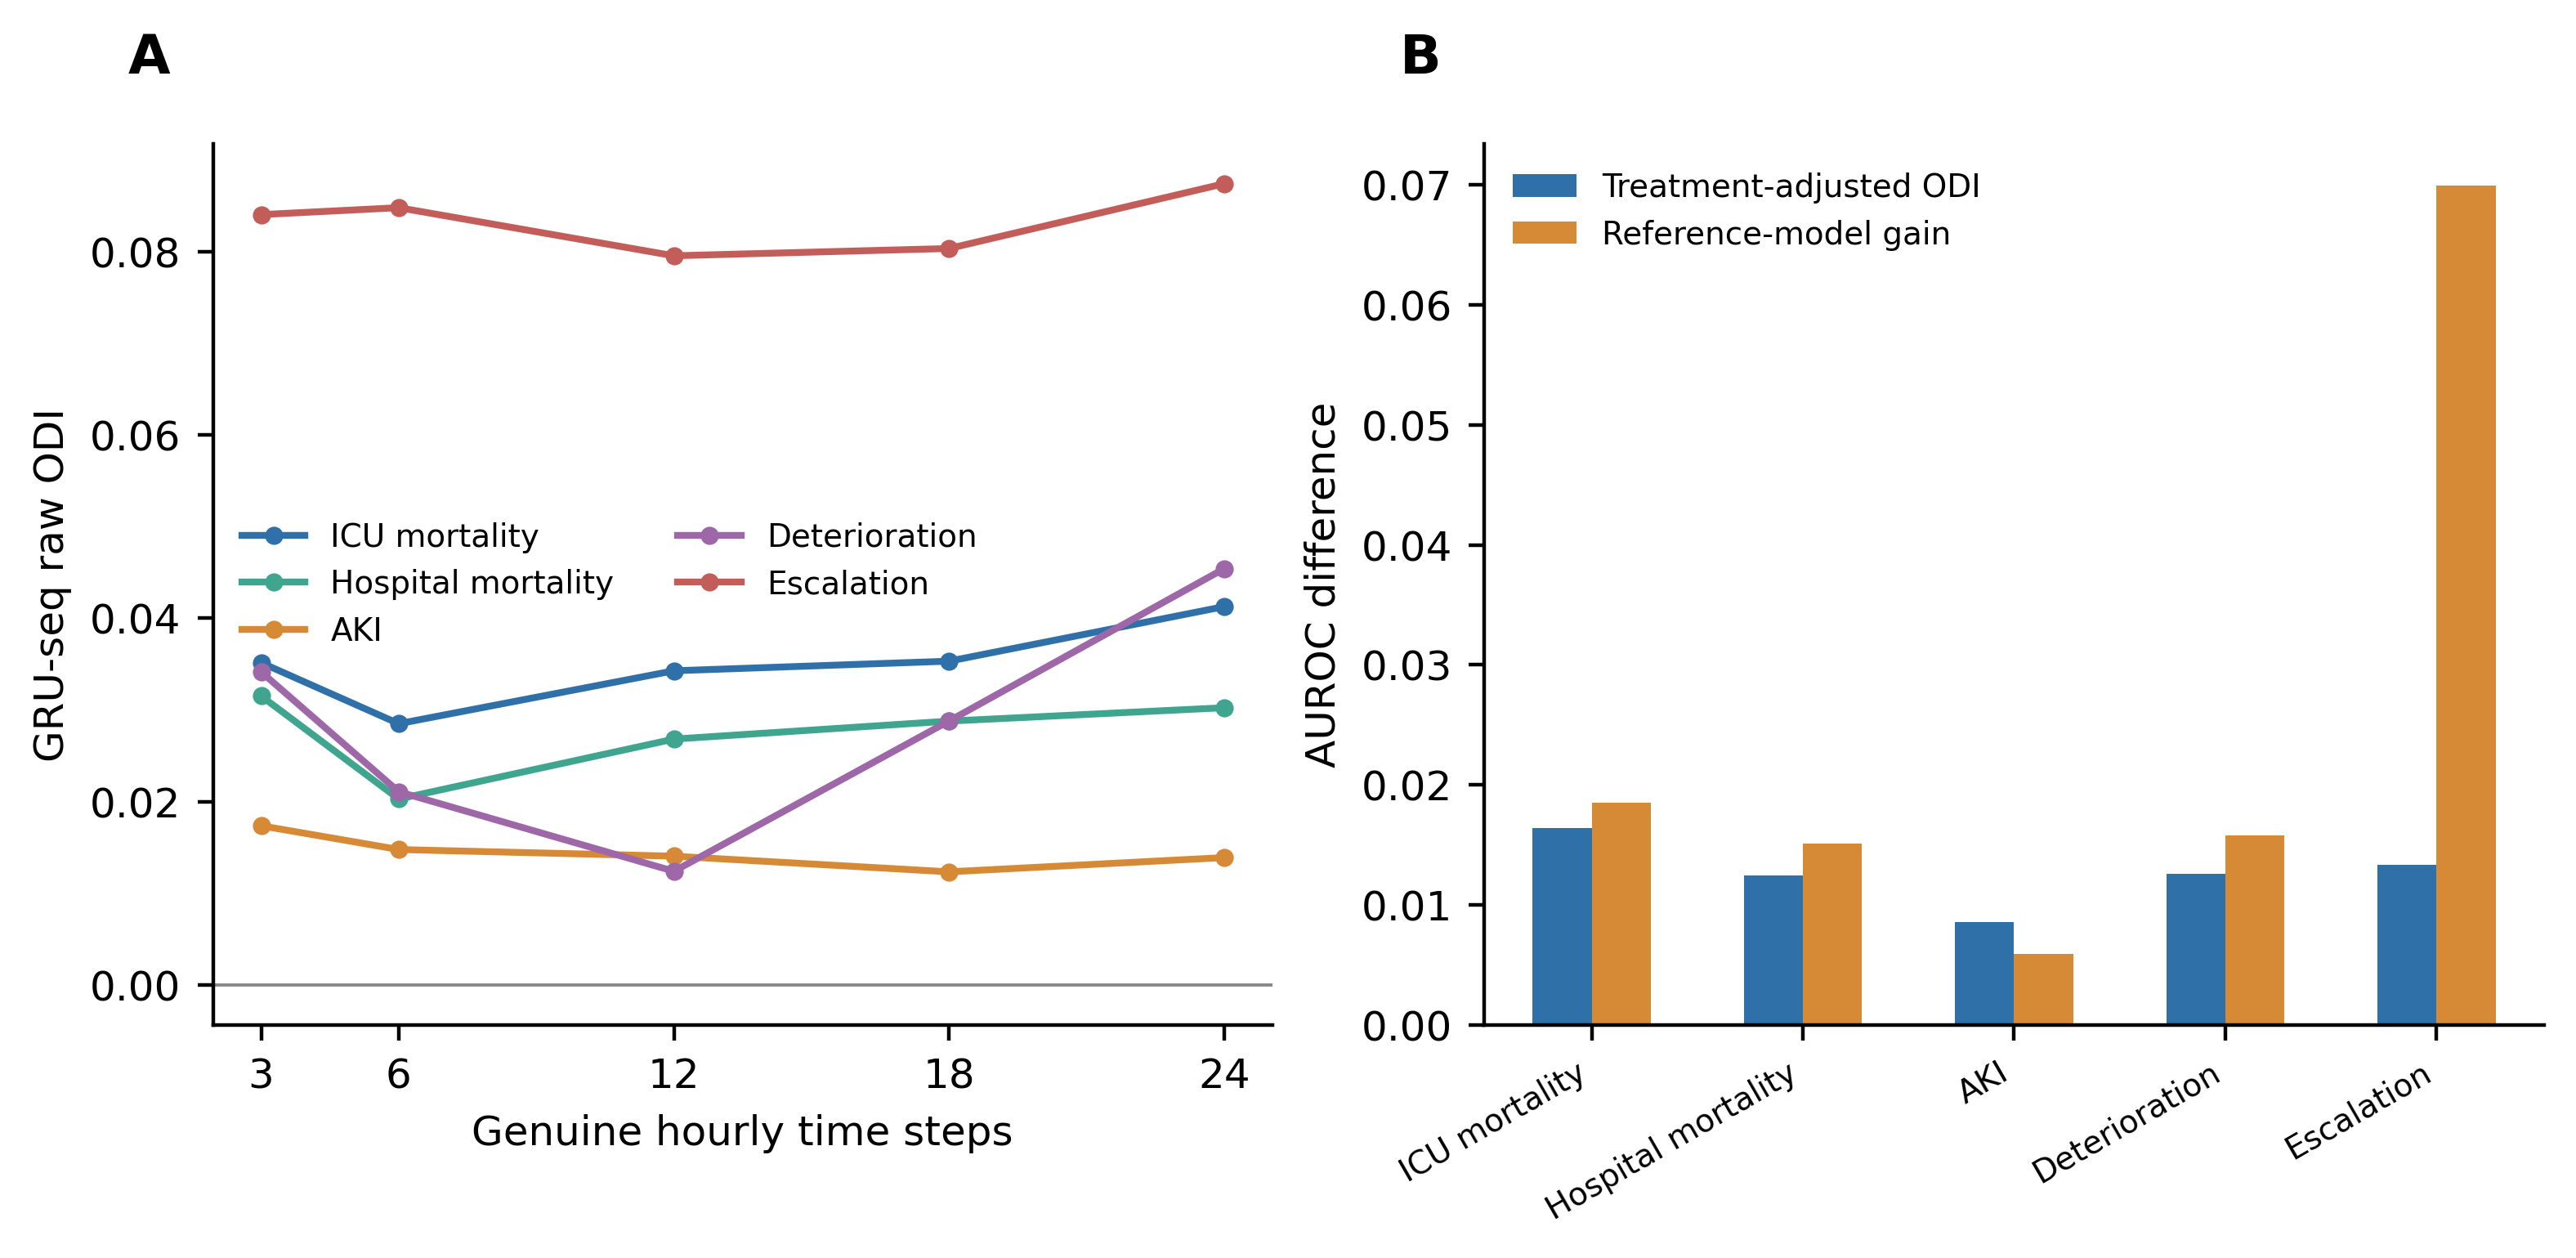 A
GRU-seq raw ODI
0.08
0.06
0.04
0.02
0.00
ICU mortality
Hospital mortality
AKI
Deterioration
Escalation
3 6 12 18 24
Genuine hourly time steps
B
AUROC difference
0.07
0.06
0.05
0.04
0.03
0.02
0.01
0.00
Treatment-adjusted ODI
Reference-model gain
ICU mortality
Hospital mortality
AKI
Deterioration
Escalation